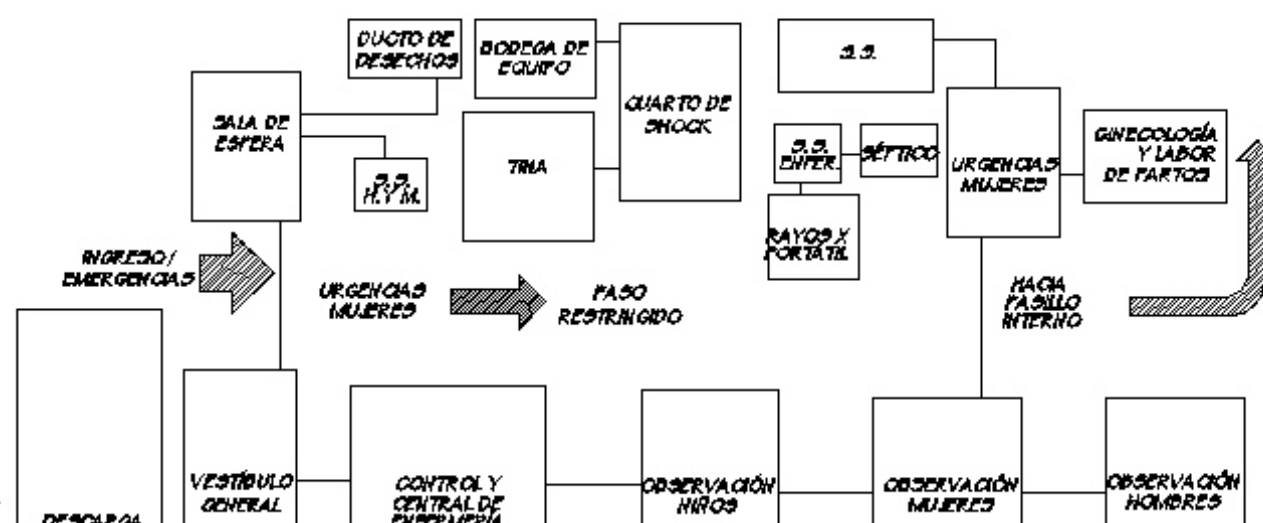 DUCTO DE
DESECHOS
BODEGA DE
EQUIPO
S.S.
SALA DE
ESPERA
CUARTO DE
SHOCK
TINA
S.S.
H. Y M.
S.S.
ENFER.
SÉPTICO
URGENCIAS
MUJERES
GINECOLOGÍA
Y LABOR
DE PARTOS
RAYOS X
PORTÁTIL
INGRESO/
EMERGENCIAS
URGENCIAS
MUJERES
PASO
RESTRINGIDO
HACIA
PASILLO
INTERNO
DESCARGA
VESTÍBULO
GENERAL
CONTROL Y
CENTRAL DE
ENFERMERÍA
OBSERVACIÓN
NIÑOS
OBSERVACIÓN
MUJERES
OBSERVACIÓN
HOMBRES